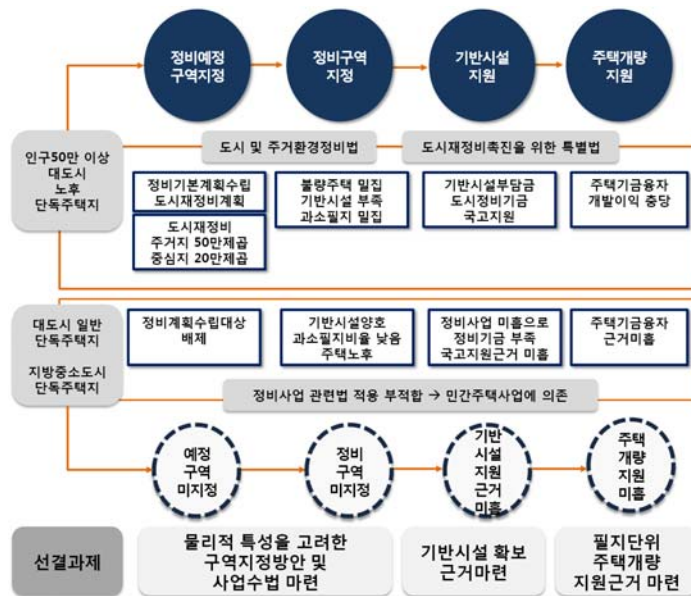 정비예정
구역지정
정비구역
지정
기반시설
지원
주택개량
지원
인구50만 이상
대도시
노후
단독주택지
도시 및 주거환경정비법
도시재정비촉진을 위한 특별법
정비기본계획수립
도시재정비계획
도시재정비
주거지 50만제곱
중심지 20만제곱
불량주택 밀집
기반시설 부족
과소필지 밀집
기반시설부담금
도시정비기금
국고지원
주택기금융자
개발이익 충당
대도시 일반
단독주택지
지방중소도시
단독주택지
정비계획수립대상
배제
기반시설양호
과소필지비율 낮음
주택노후
정비사업 미흡으로
정비기금 부족
국고지원근거 미흡
주택기금융자
근거미흡
정비사업 관련법 적용 부적합 → 민간주택사업에 의존
예정
구역
미지정
정비
구역
미지정
기반
시설
지원
근거
미흡
주택
개량
지원
미흡
선결과제
물리적 특성을 고려한
구역지정방안 및
사업수법 마련
기반시설 확보
근거마련
필지단위
주택개량
지원근거 마련